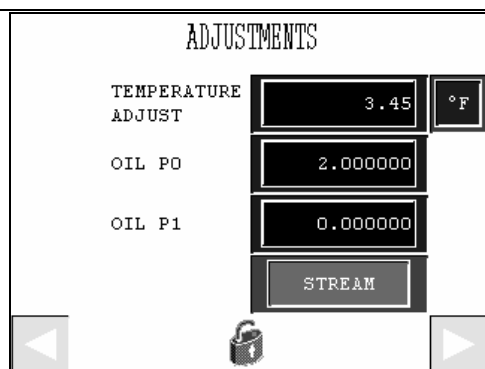 ADJUSTMENTS
TEMPERATURE ADJUST 3.45 °F
OIL P0 2.000000
OIL P1 0.000000
STREAM